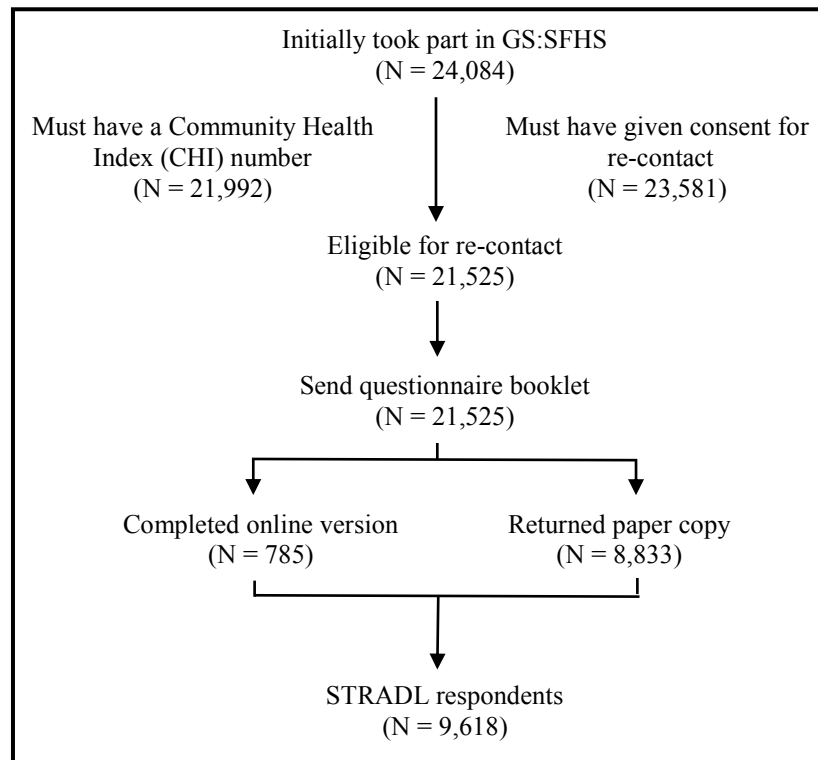 Initially took part in GS:SFHS
(N = 24,084)
Must have a Community Health
Index (CHI) number
(N = 21,992)
Must have given consent for
re-contact
(N = 23,581)
Eligible for re-contact
(N = 21,525)
Send questionnaire booklet
(N = 21,525)
Completed online version
(N = 785)
Returned paper copy
(N = 8,833)
STRADL respondents
(N = 9,618)